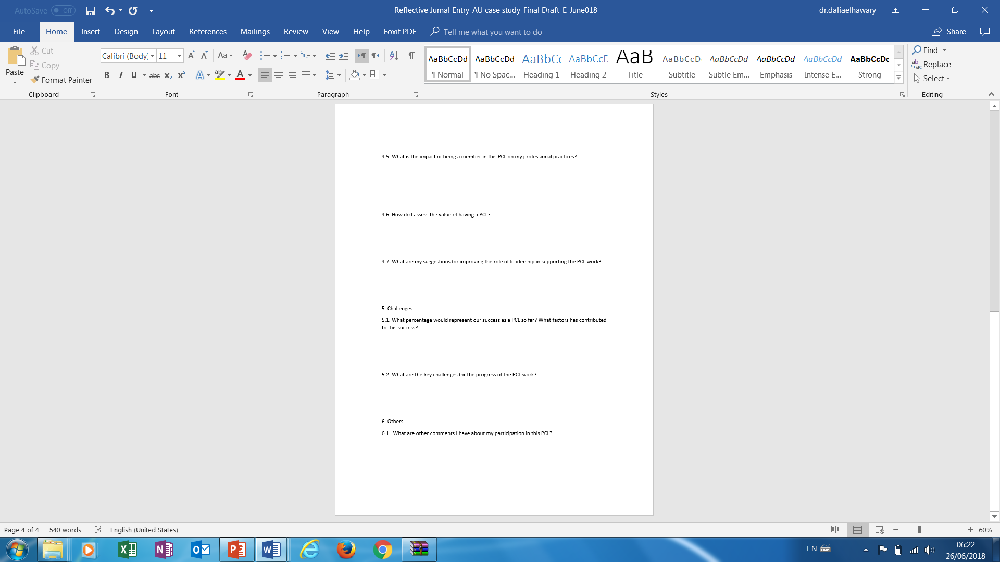 AutoSave Off
Reflective Jurnal Entry_AU case study_Final Draft_E_June018
dr.daliaelhawary
File Home Insert Design Layout References Mailings Review View Help Foxit PDF Tell me what you want to do
Share
Paste
Cut
Copy
Format Painter
Clipboard
Calibri (Body) 11
Font
Paragraph
AaBbCcDd AaBbCcDd AaBbCc AaBbCcD AaB AaBbCcD AaBbCcDd AaBbCcDd AaBbCcDd AaBbCcDc
¶ Normal ¶ No Spac... Heading 1 Heading 2 Title Subtitle Subtle Em... Emphasis Intense E... Strong
Styles
Find
Replace
Select
Editing
4.5. What is the impact of being a member in this PCL on my professional practices?
4.6. How do I assess the value of having a PCL?
4.7. What are my suggestions for improving the role of leadership in supporting the PCL work?
5. Challenges
5.1. What percentage would represent our success as a PCL so far? What factors has contributed
to this success?
5.2. What are the key challenges for the progress of the PCL work?
6. Others
6.1. What are other comments I have about my participation in this PCL?
Page 4 of 4 540 words English (United States)
60%
EN
06:22
26/06/2018